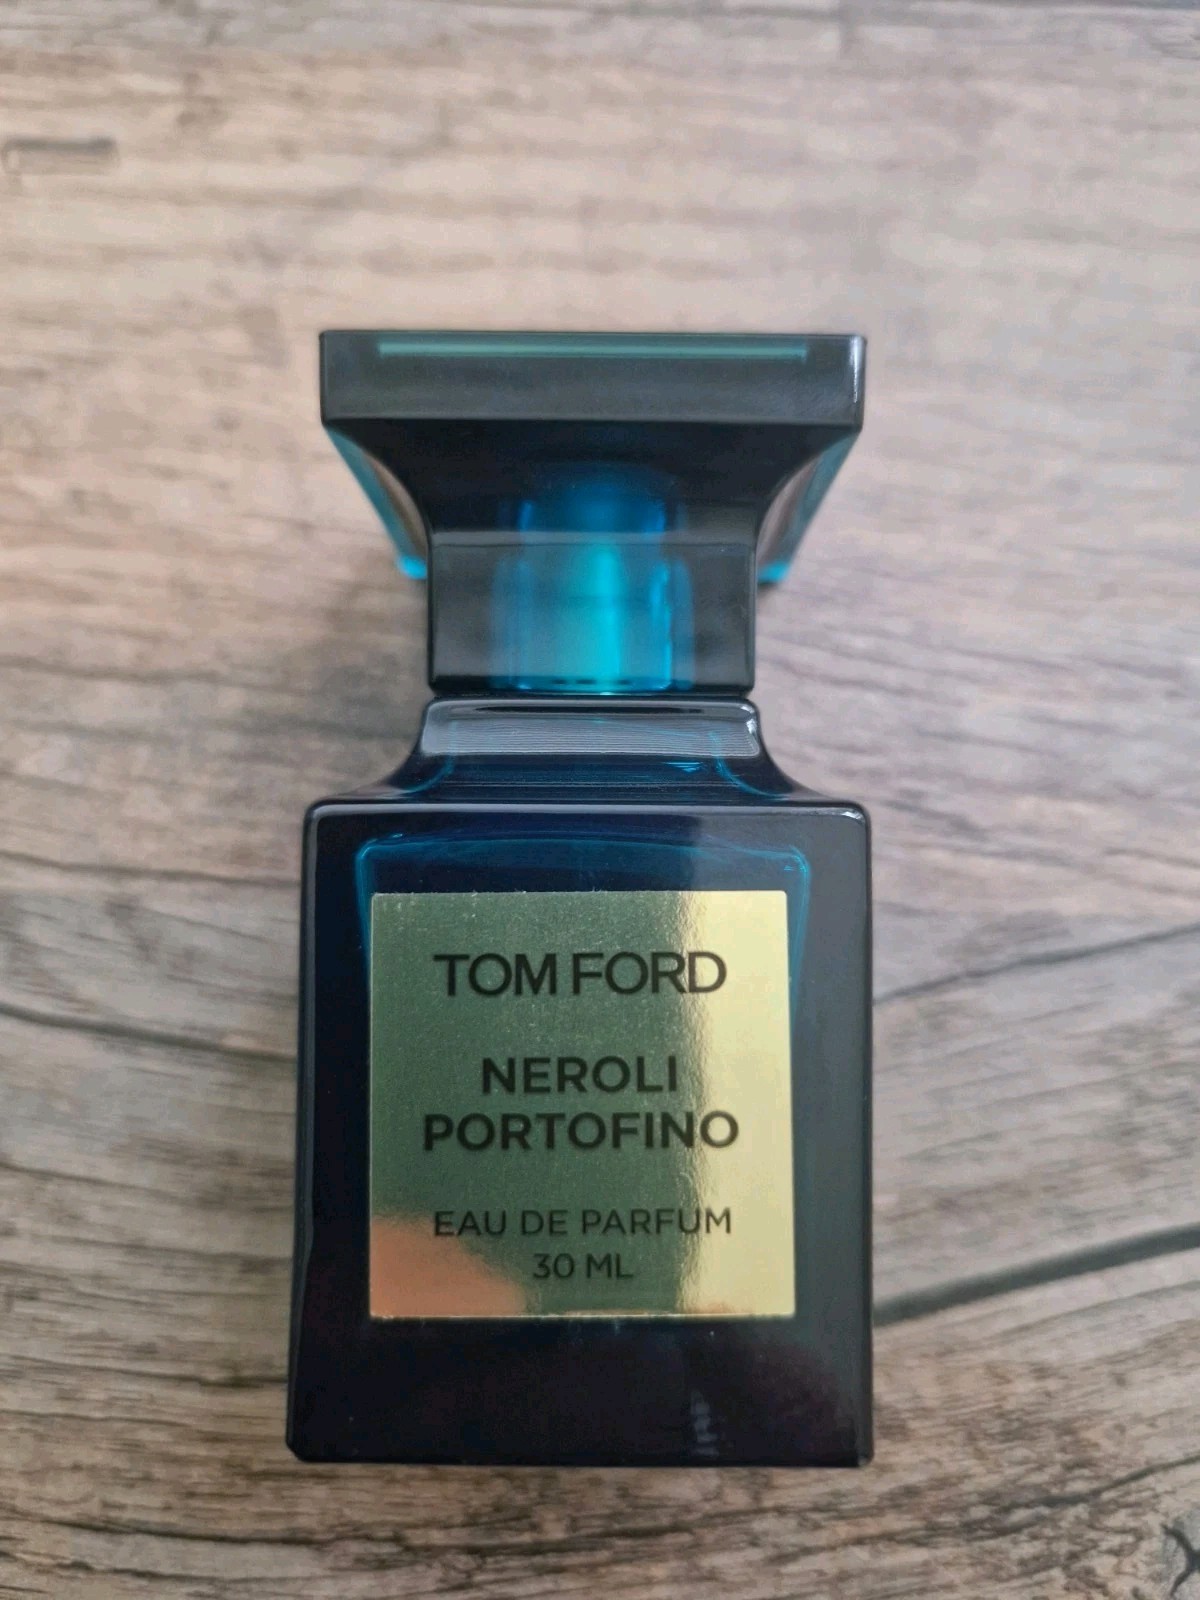 TOM FORD
NEROLI
PORTOFINO
EAU DE PARFUM
30 ML